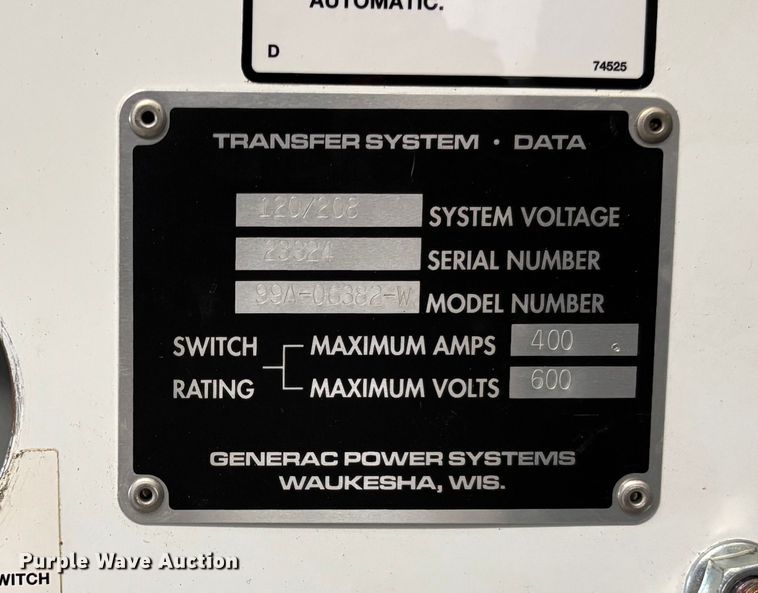 AUTOMATIC.
D 74525
TRANSFER SYSTEM · DATA
120/208 SYSTEM VOLTAGE
23324 SERIAL NUMBER
99A-06382-W MODEL NUMBER
SWITCH RATING
MAXIMUM AMPS 400
MAXIMUM VOLTS 600
GENERAC POWER SYSTEMS
WAUKESHA, WIS.
Purple Wave Auction
WITCH